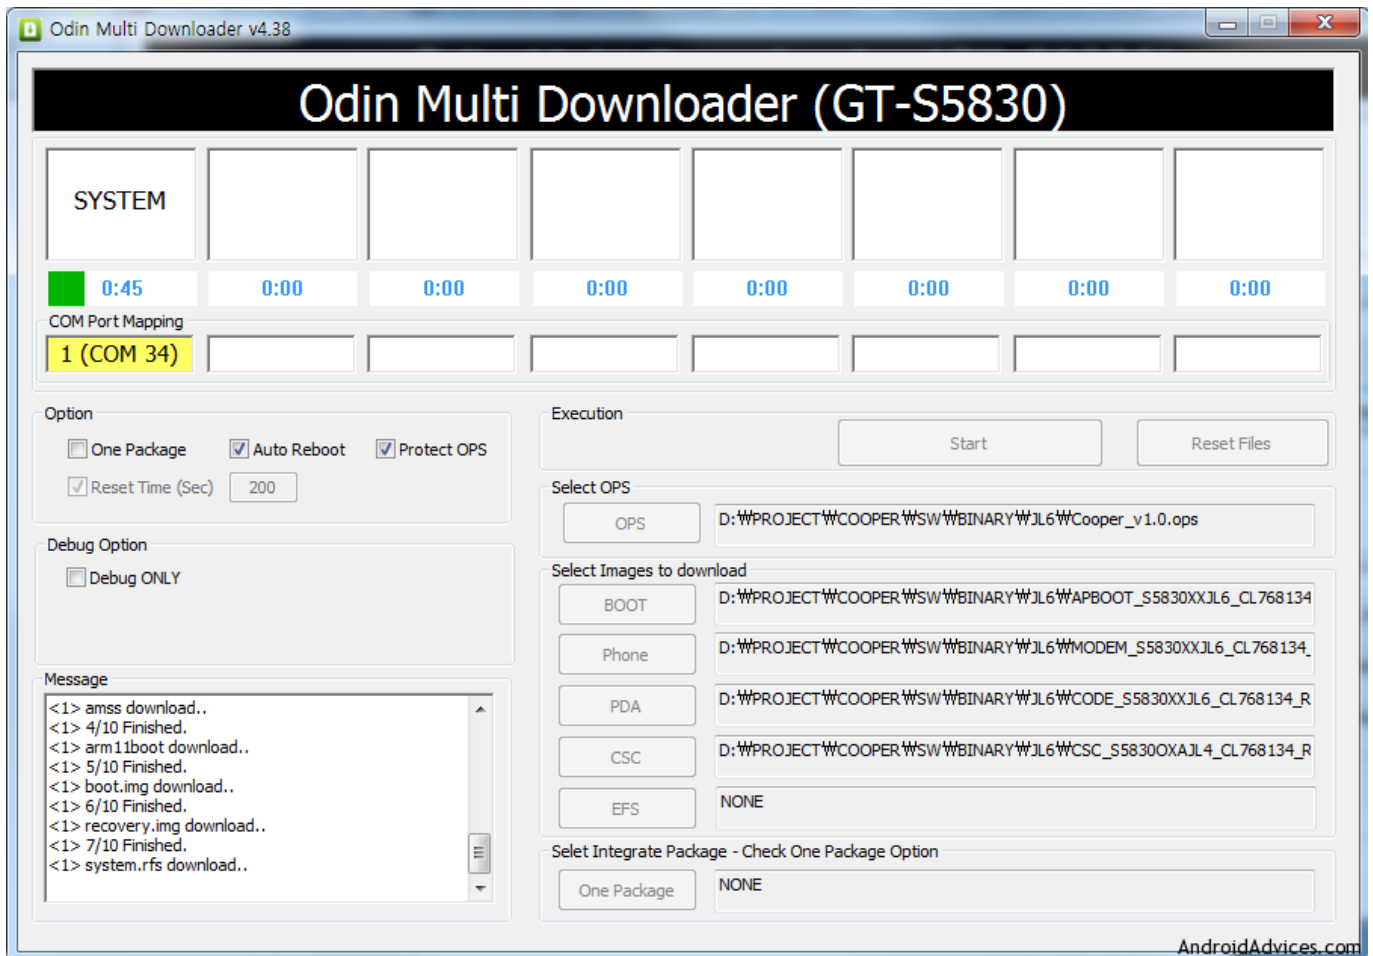 Odin Multi Downloader v4.38
Odin Multi Downloader (GT-S5830)
SYSTEM
0:45 0:00 0:00 0:00 0:00 0:00 0:00 0:00
COM Port Mapping
1 (COM 34)
Option
One Package Auto Reboot Protect OPS
Reset Time (Sec) 200
Debug Option
Debug ONLY
Message
<1> amss download..
<1> 4/10 Finished.
<1> arm11boot download..
<1> 5/10 Finished.
<1> boot.img download..
<1> 6/10 Finished.
<1> recovery.img download..
<1> 7/10 Finished.
<1> system.rfs download..
Execution
Start Reset Files
Select OPS
OPS D:₩PROJECT₩COOPER₩SW₩BINARY₩JL6₩Cooper_v1.0.ops
Select Images to download
BOOT D:₩PROJECT₩COOPER₩SW₩BINARY₩JL6₩APBOOT_S5830XXJL6_CL768134
Phone D:₩PROJECT₩COOPER₩SW₩BINARY₩JL6₩MODEM_S5830XXJL6_CL768134_
PDA D:₩PROJECT₩COOPER₩SW₩BINARY₩JL6₩CODE_S5830XXJL6_CL768134_R
CSC D:₩PROJECT₩COOPER₩SW₩BINARY₩JL6₩CSC_S5830OXAJL4_CL768134_R
EFS NONE
Selet Integrate Package - Check One Package Option
One Package NONE
AndroidAdvices.com